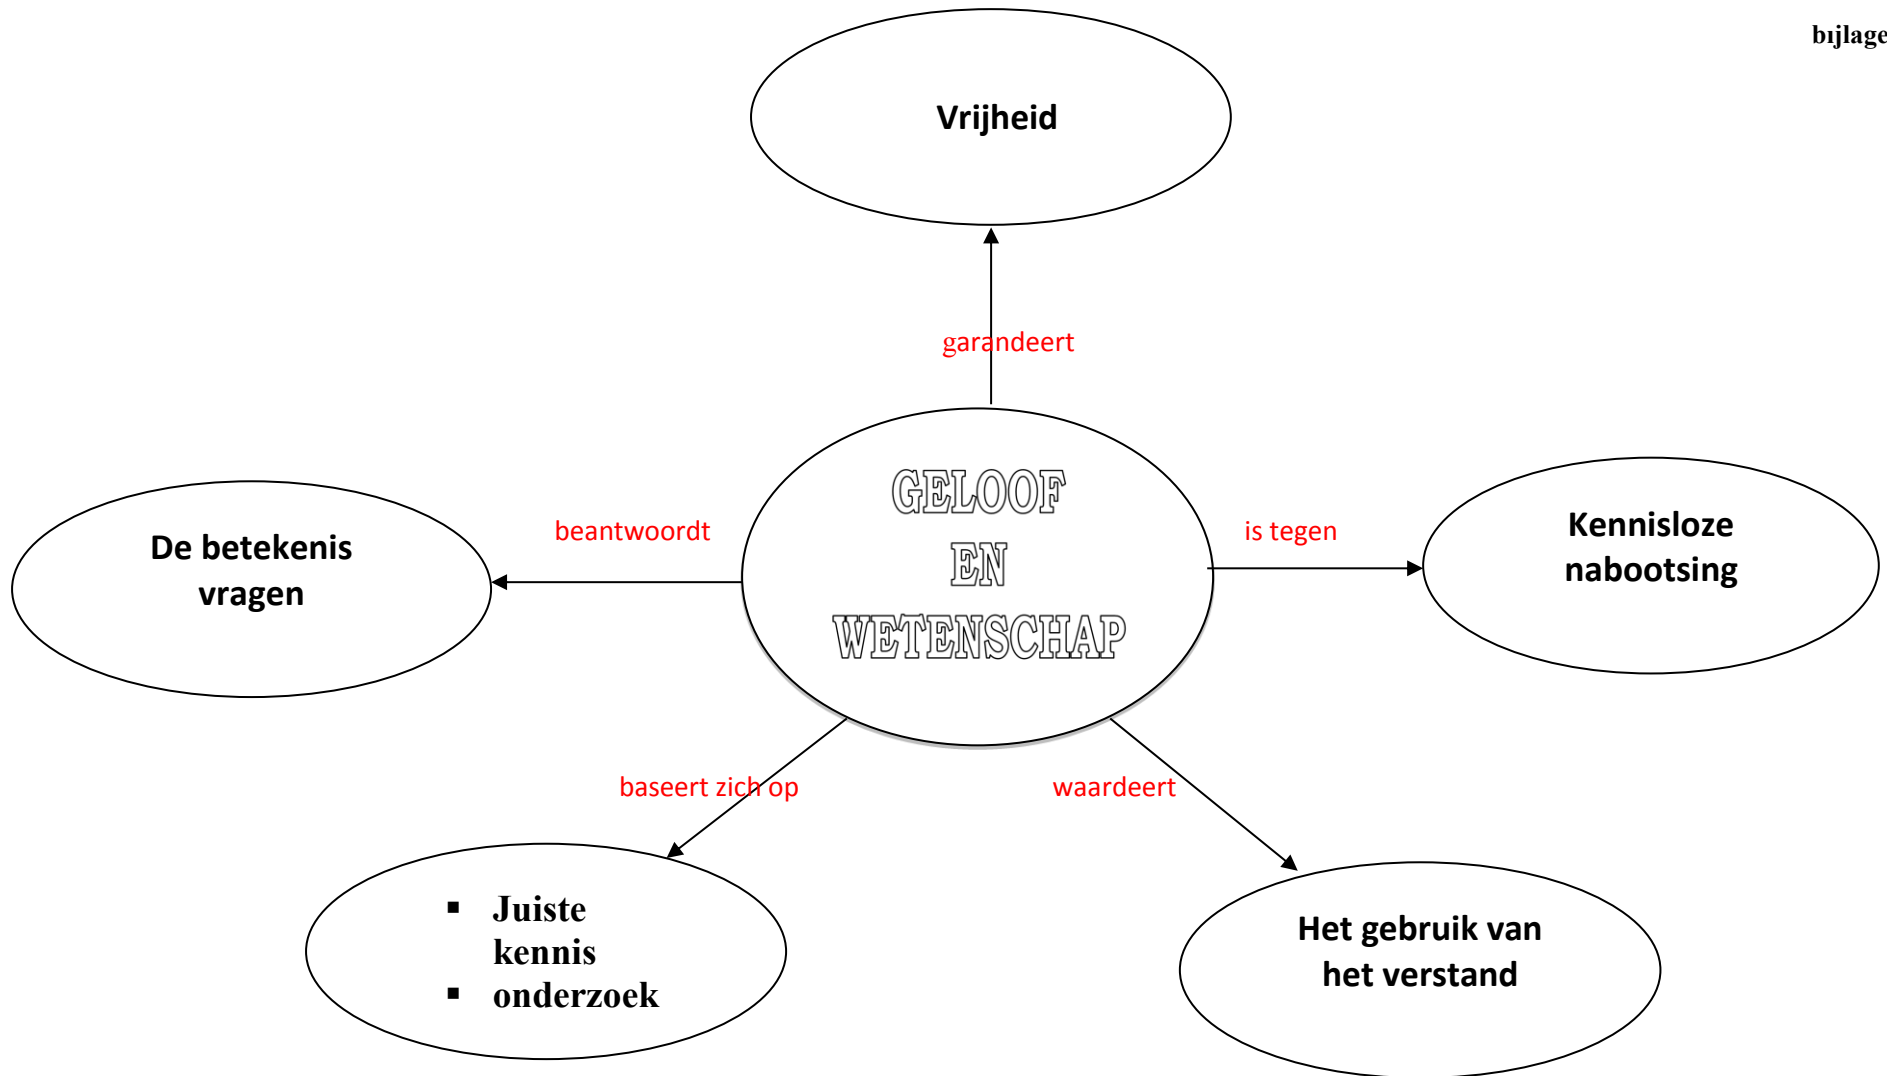 bıjlage
Vrijheid
garandeert
GELOOF
EN
WETENSCHAP
beantwoordt
De betekenis
vragen
is tegen
Kennisloze
nabootsing
baseert zich op
▪ Juiste
kennis
▪ onderzoek
waardeert
Het gebruik van
het verstand